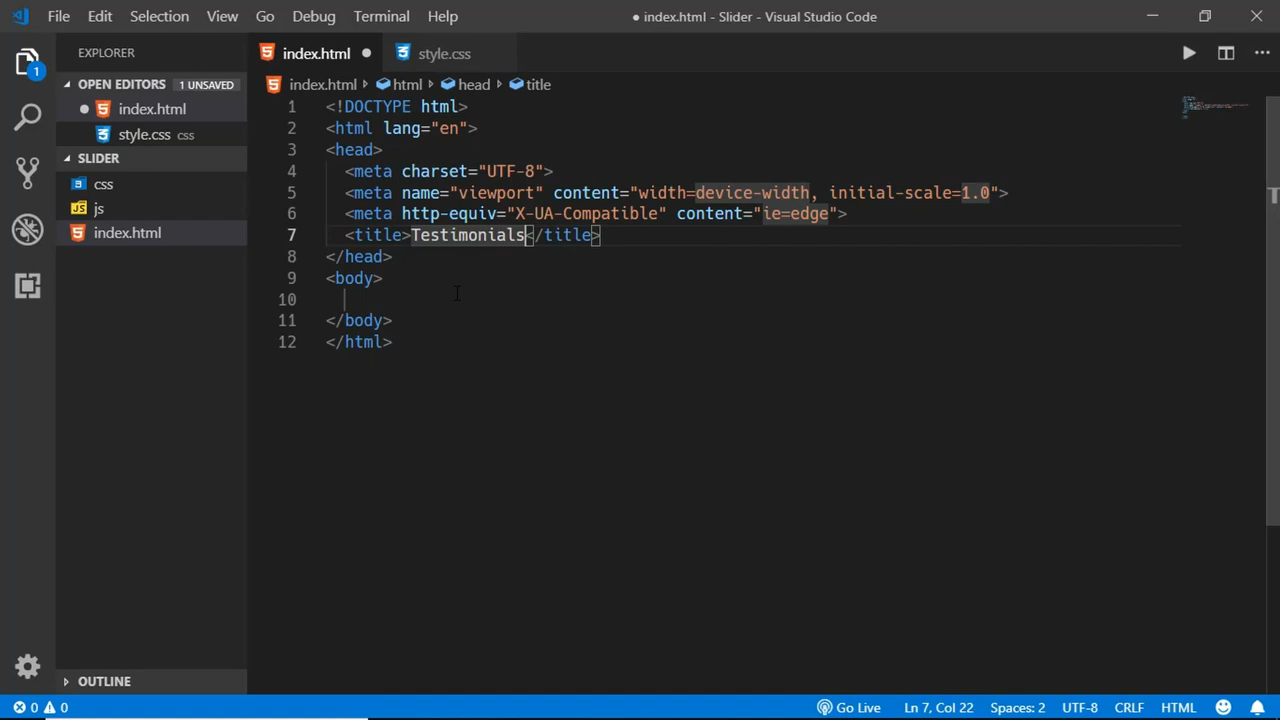 File Edit Selection View Go Debug Terminal Help
● index.html - Slider - Visual Studio Code
EXPLORER
index.html ●
style.css
OPEN EDITORS 1 UNSAVED
index.html > html > head > title
● index.html
style.css css
SLIDER
css
JS js
index.html
1
1 <!DOCTYPE html>
2 <html lang="en">
3 <head>
4 <meta charset="UTF-8">
5 <meta name="viewport" content="width=device-width, initial-scale=1.0">
6 <meta http-equiv="X-UA-Compatible" content="ie=edge">
7 <title>Testimonials</title>
8 </head>
9 <body>
10
11 </body>
12 </html>
OUTLINE
0 0
Go Live Ln 7, Col 22 Spaces: 2 UTF-8 CRLF HTML